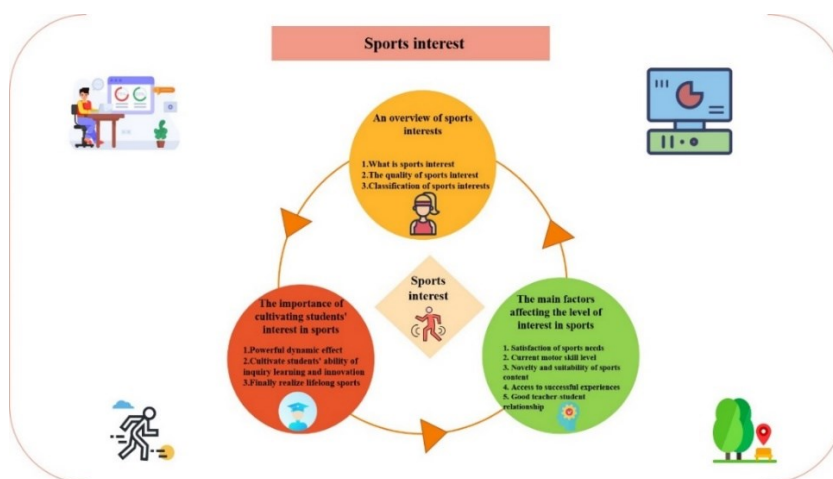 Sports interest
An overview of sports
interests
1.What is sports interest
2.The quality of sports interest
3.Classification of sports interests
Sports
interest
The importance of
cultivating students'
interest in sports
1.Powerful dynamic effect
2.Cultivate students' ability of
inquiry learning and innovation
3.Finally realize lifelong sports
The main factors
affecting the level of
interest in sports
1. Satisfaction of sports needs
2. Current motor skill level
3. Novelty and suitability of sports
content
4. Access to successful experiences
5. Good teacher-student
relationship